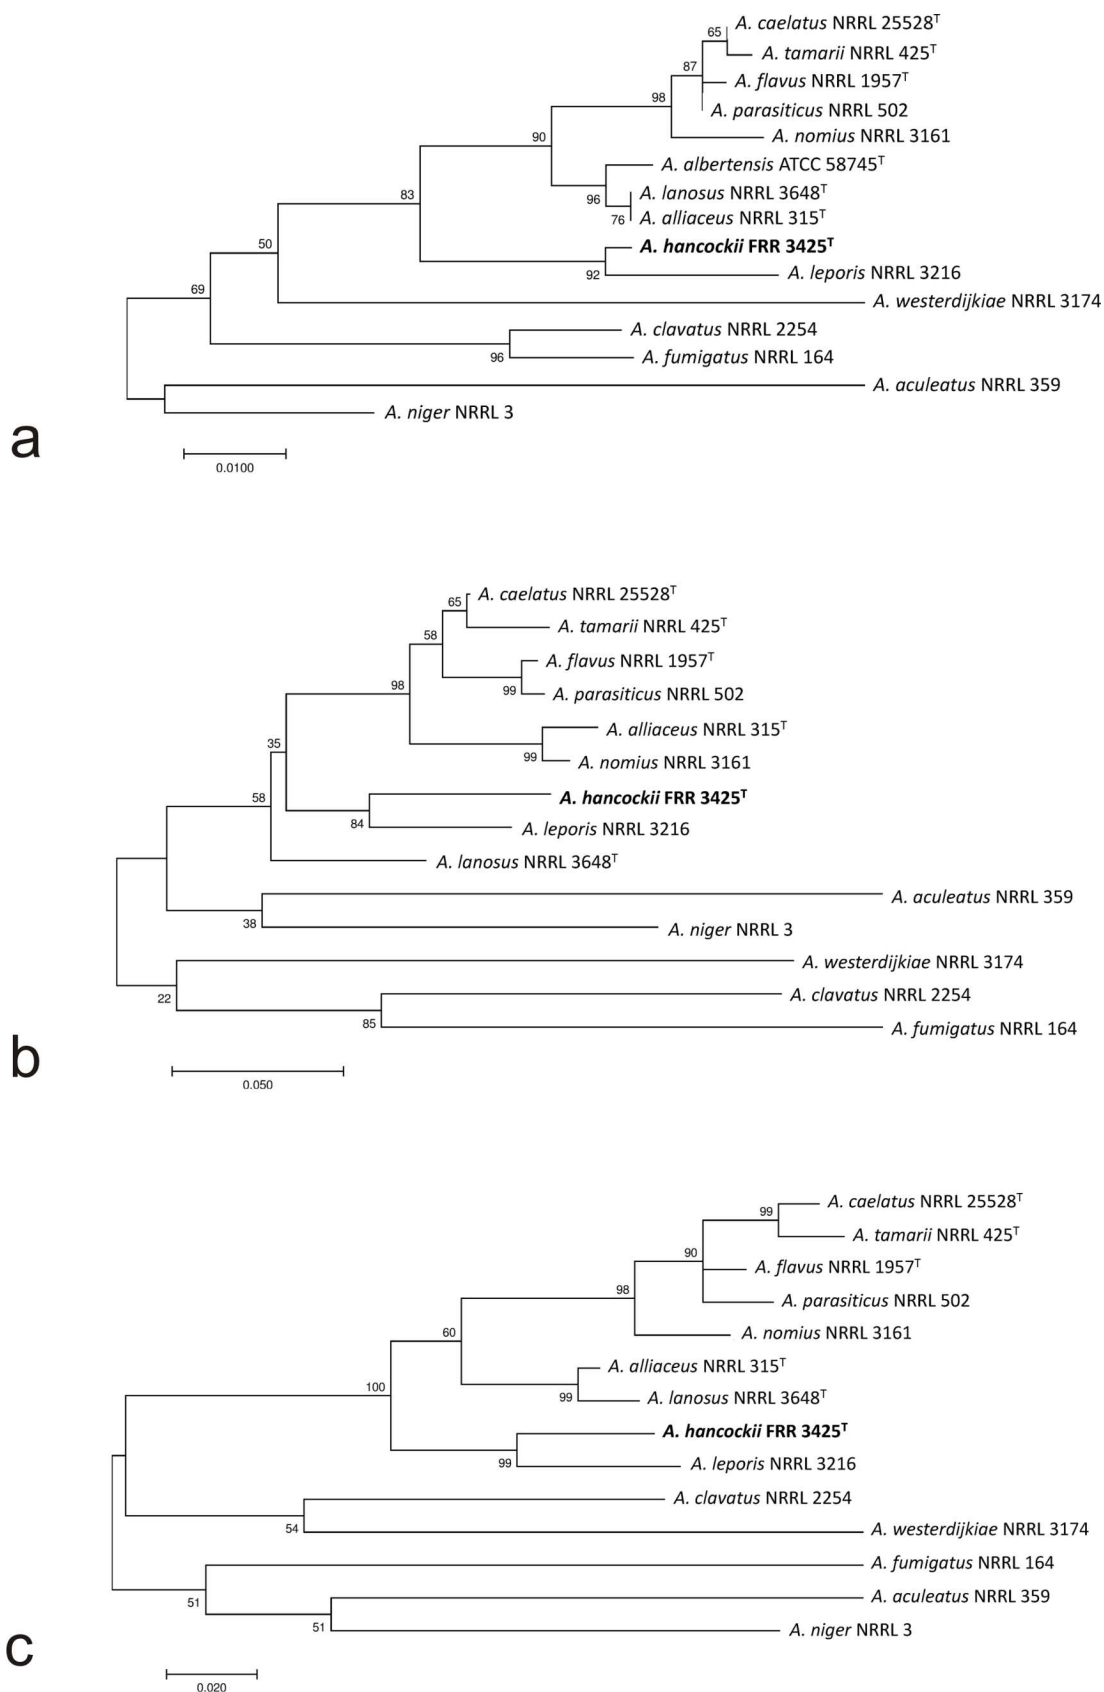 A. caelatus NRRL 25528ᵀ
65
A. tamarii NRRL 425ᵀ
87
A. flavus NRRL 1957ᵀ
98
A. parasiticus NRRL 502
90
A. nomius NRRL 3161
A. albertensis ATCC 58745ᵀ
83
96
A. lanosus NRRL 3648ᵀ
76
A. alliaceus NRRL 315ᵀ
50
A. hancockii FRR 3425ᵀ
92
A. leporis NRRL 3216
69
A. westerdijkiae NRRL 3174
A. clavatus NRRL 2254
96
A. fumigatus NRRL 164
A. aculeatus NRRL 359
A. niger NRRL 3
a
0.0100
65
A. caelatus NRRL 25528ᵀ
58
A. tamarii NRRL 425ᵀ
A. flavus NRRL 1957ᵀ
98
99
A. parasiticus NRRL 502
A. alliaceus NRRL 315ᵀ
35
99
A. nomius NRRL 3161
58
A. hancockii FRR 3425ᵀ
84
A. leporis NRRL 3216
A. lanosus NRRL 3648ᵀ
A. aculeatus NRRL 359
38
A. niger NRRL 3
A. westerdijkiae NRRL 3174
22
A. clavatus NRRL 2254
85
A. fumigatus NRRL 164
b
0.050
A. caelatus NRRL 25528ᵀ
99
A. tamarii NRRL 425ᵀ
90
A. flavus NRRL 1957ᵀ
98
A. parasiticus NRRL 502
60
A. nomius NRRL 3161
A. alliaceus NRRL 315ᵀ
100
99
A. lanosus NRRL 3648ᵀ
A. hancockii FRR 3425ᵀ
99
A. leporis NRRL 3216
A. clavatus NRRL 2254
54
A. westerdijkiae NRRL 3174
A. fumigatus NRRL 164
51
A. aculeatus NRRL 359
51
A. niger NRRL 3
c
0.020